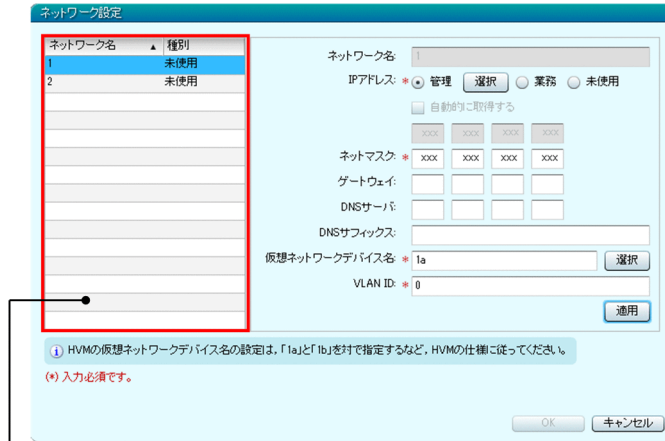 ネットワーク設定
ネットワーク名 ▲ 種別
1 未使用
2 未使用
ネットワーク名: 1
IPアドレス: * 管理 選択 業務 未使用
自動的に取得する
xxx xxx xxx xxx
ネットマスク: * xxx xxx xxx xxx
ゲートウェイ:
DNSサーバ:
DNSサフィックス:
仮想ネットワークデバイス名: * 1a 選択
VLAN ID: * 0
適用
HVMの仮想ネットワークデバイス名の設定は,「1a」と「1b」を対で指定するなど, HVMの仕様に従ってください。
(*) 入力必須です。
OK キャンセル